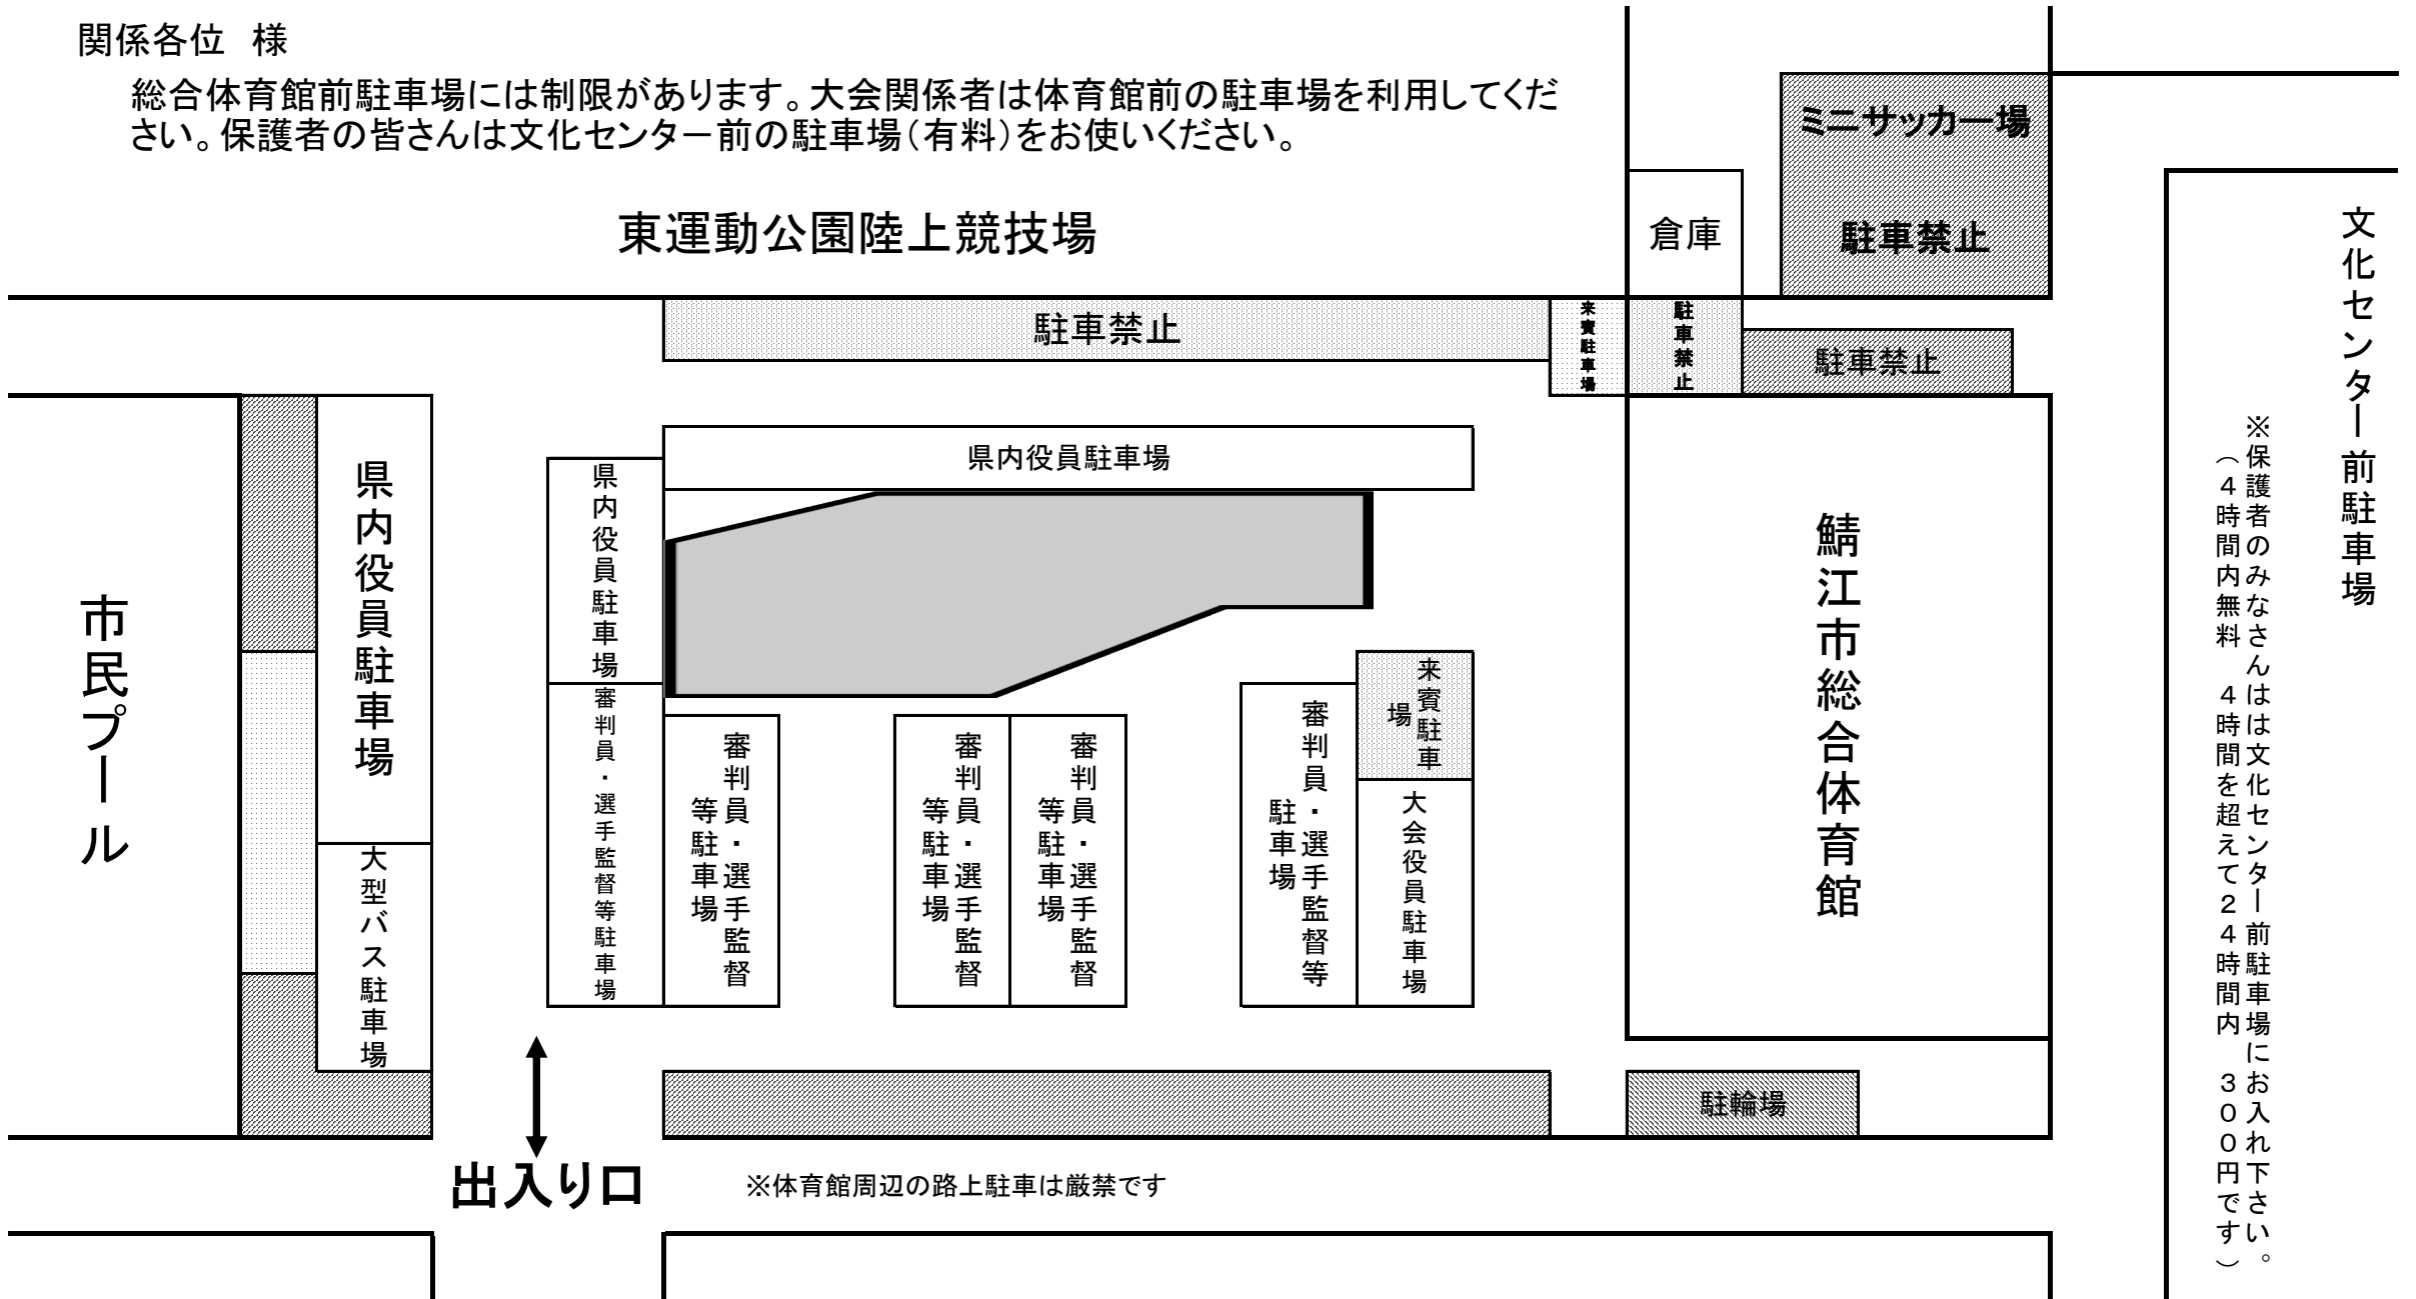 関係各位　様
総合体育館前駐車場には制限があります。大会関係者は体育館前の駐車場を利用してくだ
さい。保護者の皆さんは文化センター前の駐車場(有料)をお使いください。
ミニサッカー場
駐車禁止
東運動公園陸上競技場
倉庫
文化センター前駐車場
※保護者のみなさんはは文化センター前駐車場にお入れ下さい。
(４時間内無料　４時間を超えて２４時間内　３００円です)
駐車禁止
来賓駐車場
駐車禁止
駐車禁止
県内役員駐車場
県内役員駐車場
県内役員駐車場
市民プール
鯖江市総合体育館
来賓駐車
場
審判員・選手監督等駐車場
審判員・選手監督
等駐車場
審判員・選手監督
等駐車場
審判員・選手監督
等駐車場
審判員・選手監督等
駐車場
大会役員駐車場
大型バス駐車場
駐輪場
出入り口
※体育館周辺の路上駐車は厳禁です